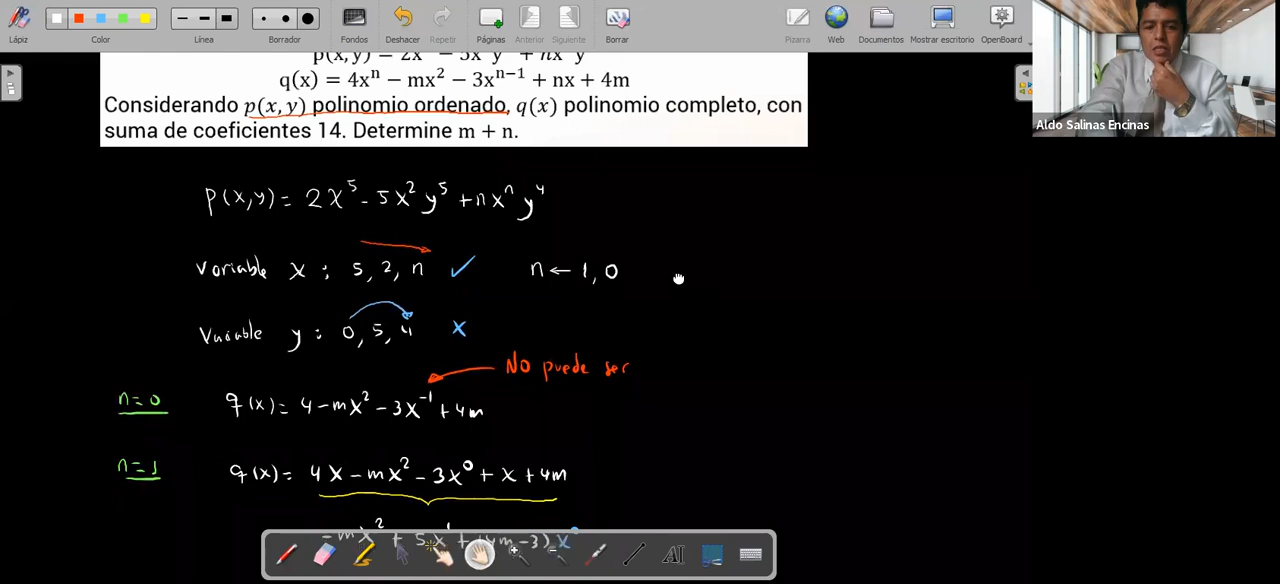 Lápiz Color Línea Borrador Fondos Deshacer Rehacer Páginas Anterior Siguiente Borrar Pizarra Web Documentos Mostrar escritorio OpenBoard
Aldo Salinas Encinas
q(x) = 4xⁿ − mx² − 3xⁿ⁻¹ + nx + 4m
Considerando p(x, y) polinomio ordenado, q(x) polinomio completo, con
suma de coeficientes 14. Determine m + n.
P(x,y) = 2x⁵ - 5x²y⁵ + nxⁿy⁴
Variable x : 5, 2, n ✓ n ← 1, 0
Variable y : 0, 5, 4 x
No puede ser
n=0 q(x) = 4 - mx² - 3x⁻¹ + 4m
n=1 q(x) = 4x - mx² - 3x⁰ + x + 4m
AI